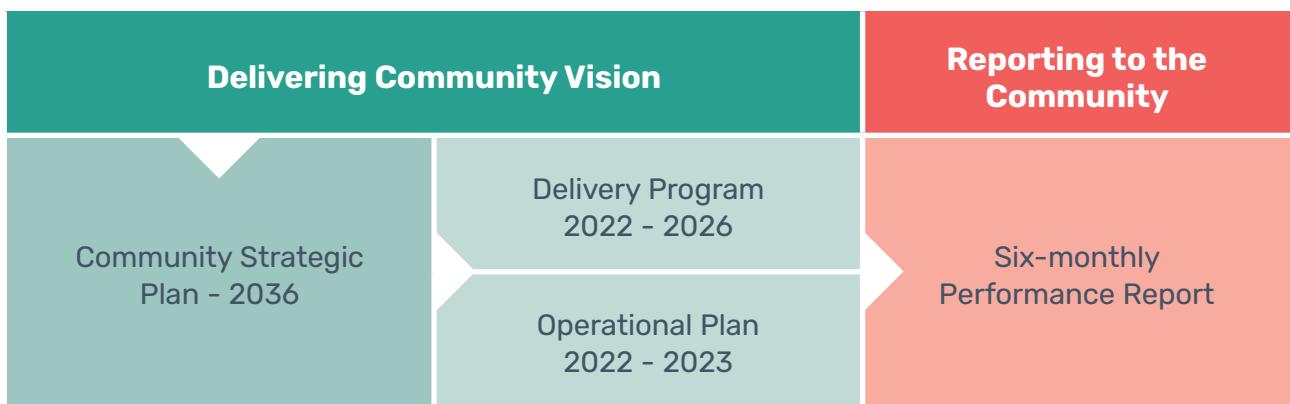 Delivering Community Vision
Reporting to the
Community
Community Strategic
Plan - 2036
Delivery Program
2022 - 2026
Operational Plan
2022 - 2023
Six-monthly
Performance Report